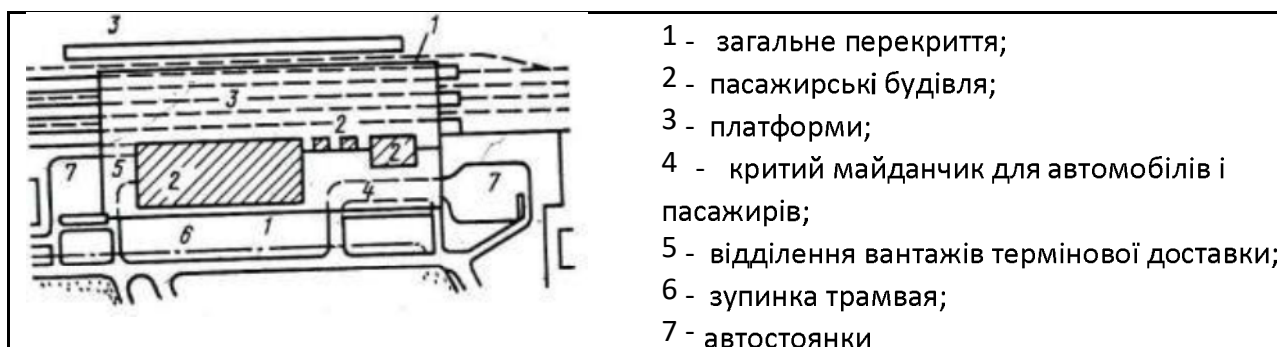 3
1
3
2
7
5
2
2
4
7
6
1
1 - загальне перекриття;
2 - пасажирські будівля;
3 - платформи;
4 - критий майданчик для автомобілів і
пасажирів;
5 - відділення вантажів термінової доставки;
6 - зупинка трамвая;
7 - автостоянки